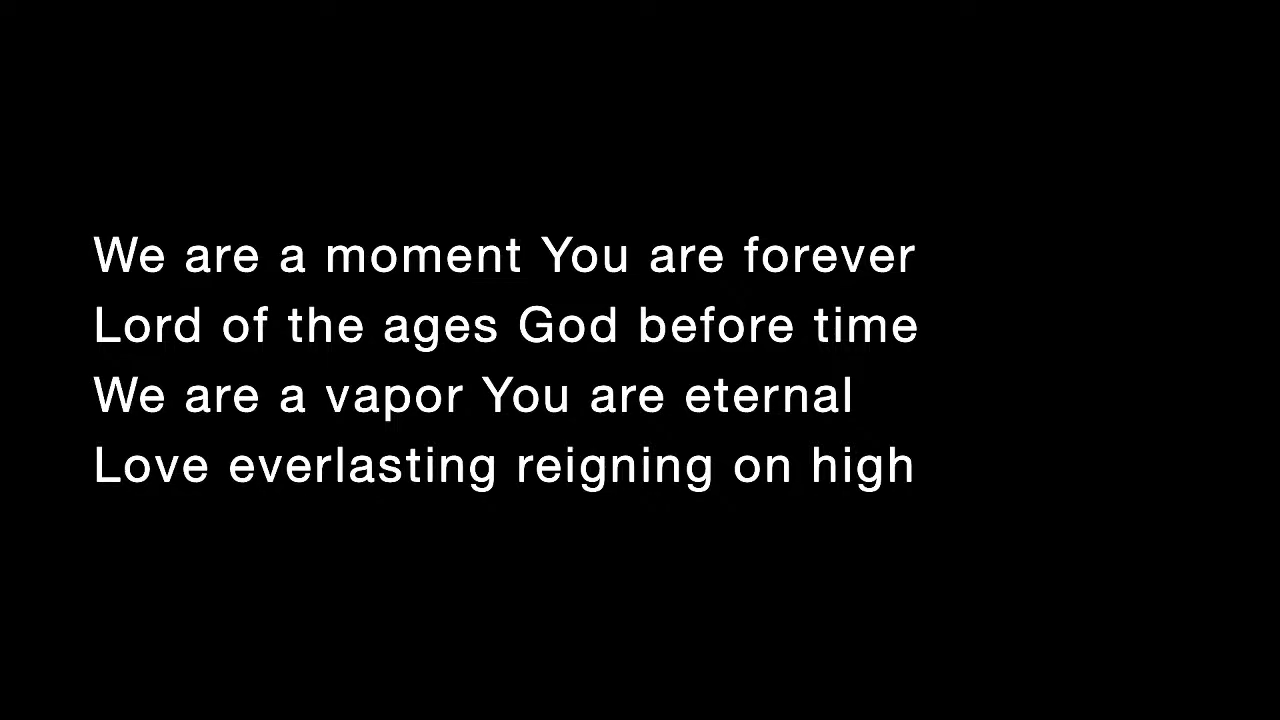 We are a moment You are forever
Lord of the ages God before time
We are a vapor You are eternal
Love everlasting reigning on high